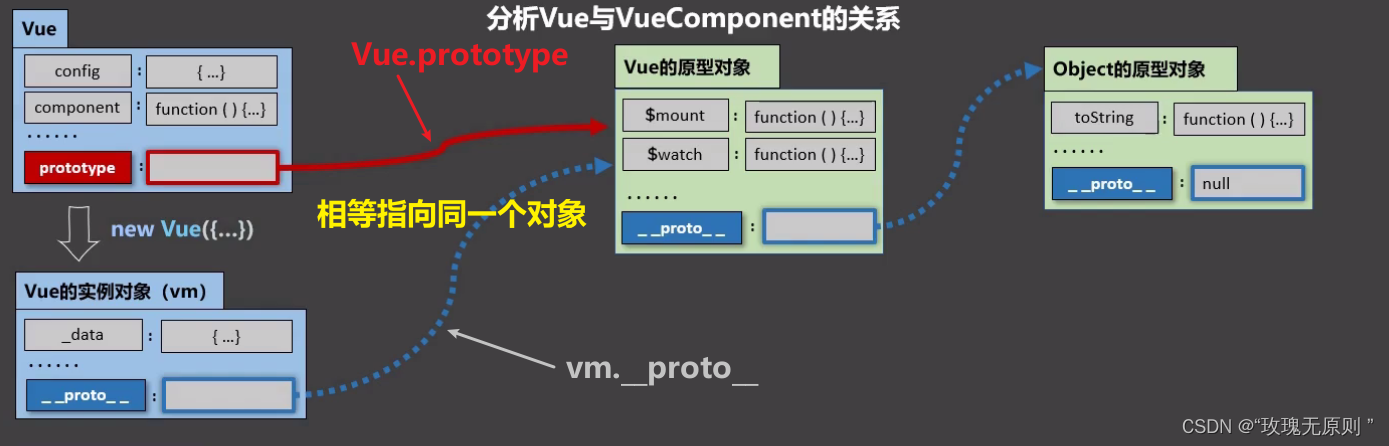 分析Vue与VueComponent的关系
Vue
config : { ...}
component : function ( ) {...}
······
prototype :
Vue.prototype
Vue的原型对象
$mount : function ( ) {...}
$watch : function ( ) {...}
······
_ _proto_ _ :
Object的原型对象
toString : function ( ) {...}
······
_ _proto_ _ : null
相等指向同一个对象
new Vue({...})
Vue的实例对象（vm）
_data : { ...}
······
_ _proto_ _ :
vm.__proto__
CSDN @“玫瑰无原则 ”